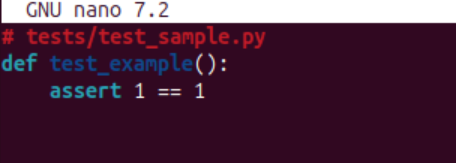 GNU nano 7.2
# tests/test_sample.py
def test_example():
    assert 1 == 1